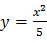 y = x²/5